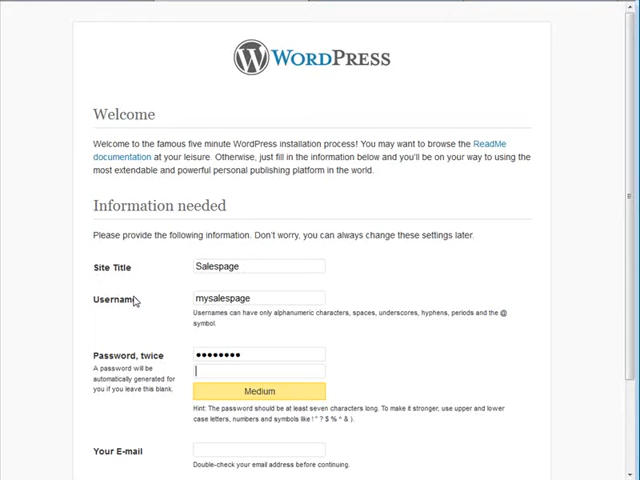 WORDPRESS
Welcome
Welcome to the famous five minute WordPress installation process! You may want to browse the ReadMe
documentation at your leisure. Otherwise, just fill in the information below and you'll be on your way to using the
most extendable and powerful personal publishing platform in the world.
Information needed
Please provide the following information. Don't worry, you can always change these settings later.
Site Title Salespage
Username mysalespage
Usernames can have only alphanumeric characters, spaces, underscores, hyphens, periods and the @
symbol.
Password, twice ••••••••
A password will be
automatically generated for
you if you leave this blank.
Medium
Hint: The password should be at least seven characters long. To make it stronger, use upper and lower
case letters, numbers and symbols like ! " ? $ % ^ & ).
Your E-mail
Double-check your email address before continuing.